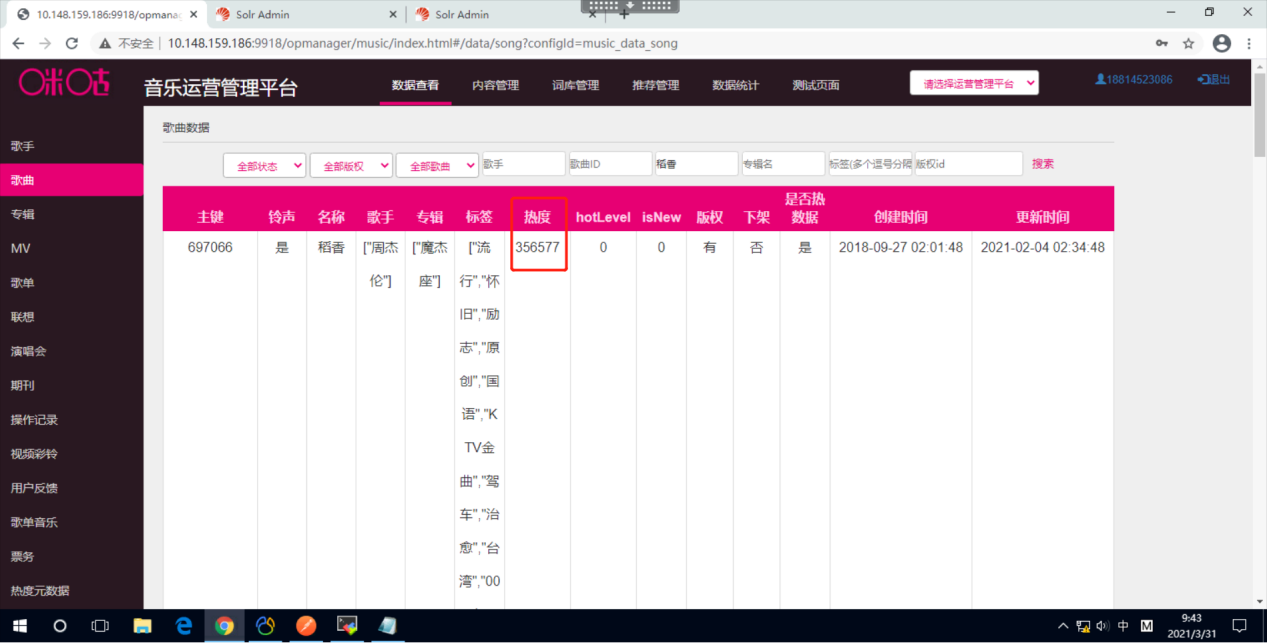 10.148.159.186:9918/opmanag
Solr Admin
Solr Admin
不安全
10.148.159.186:9918/opmanager/music/index.html#/data/song?configId=music_data_song
咪咕
音乐运营管理平台
数据查看
内容管理
词库管理
推荐管理
数据统计
测试页面
请选择运营管理平台
18814523086
退出
歌手
歌曲
专辑
MV
歌单
联想
演唱会
期刊
操作记录
视频彩铃
用户反馈
歌单音乐
票务
热度元数据
歌曲数据
全部状态
全部版权
全部歌曲
歌手
歌曲ID
稻香
专辑名
标签(多个逗号分隔
版权id
搜索
主键 铃声 名称 歌手 专辑 标签 热度 hotLevel isNew 版权 下架 是否热数据 创建时间 更新时间
697066 是 稻香 ["周杰 ["魔杰 ["流 356577 0 0 有 否 是 2018-09-27 02:01:48 2021-02-04 02:34:48
伦"] 座"] 行","怀
旧","励
志","原
创","国
语","K
TV金
曲","驾
车","治
愈","台
湾","00
中
M
9:43
2021/3/31